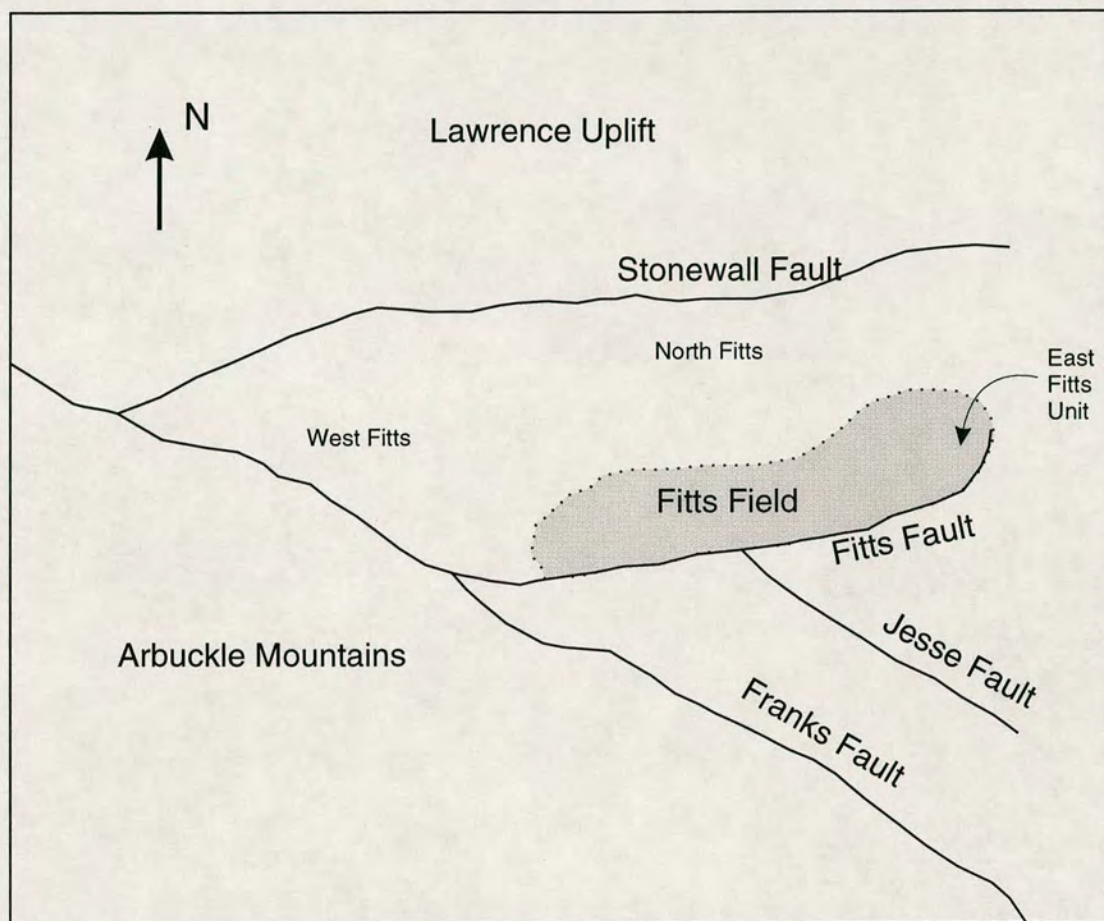 N
Lawrence Uplift
Stonewall Fault
North Fitts
East
Fitts
Unit
West Fitts
Fitts Field
Fitts Fault
Arbuckle Mountains
Jesse Fault
Franks Fault